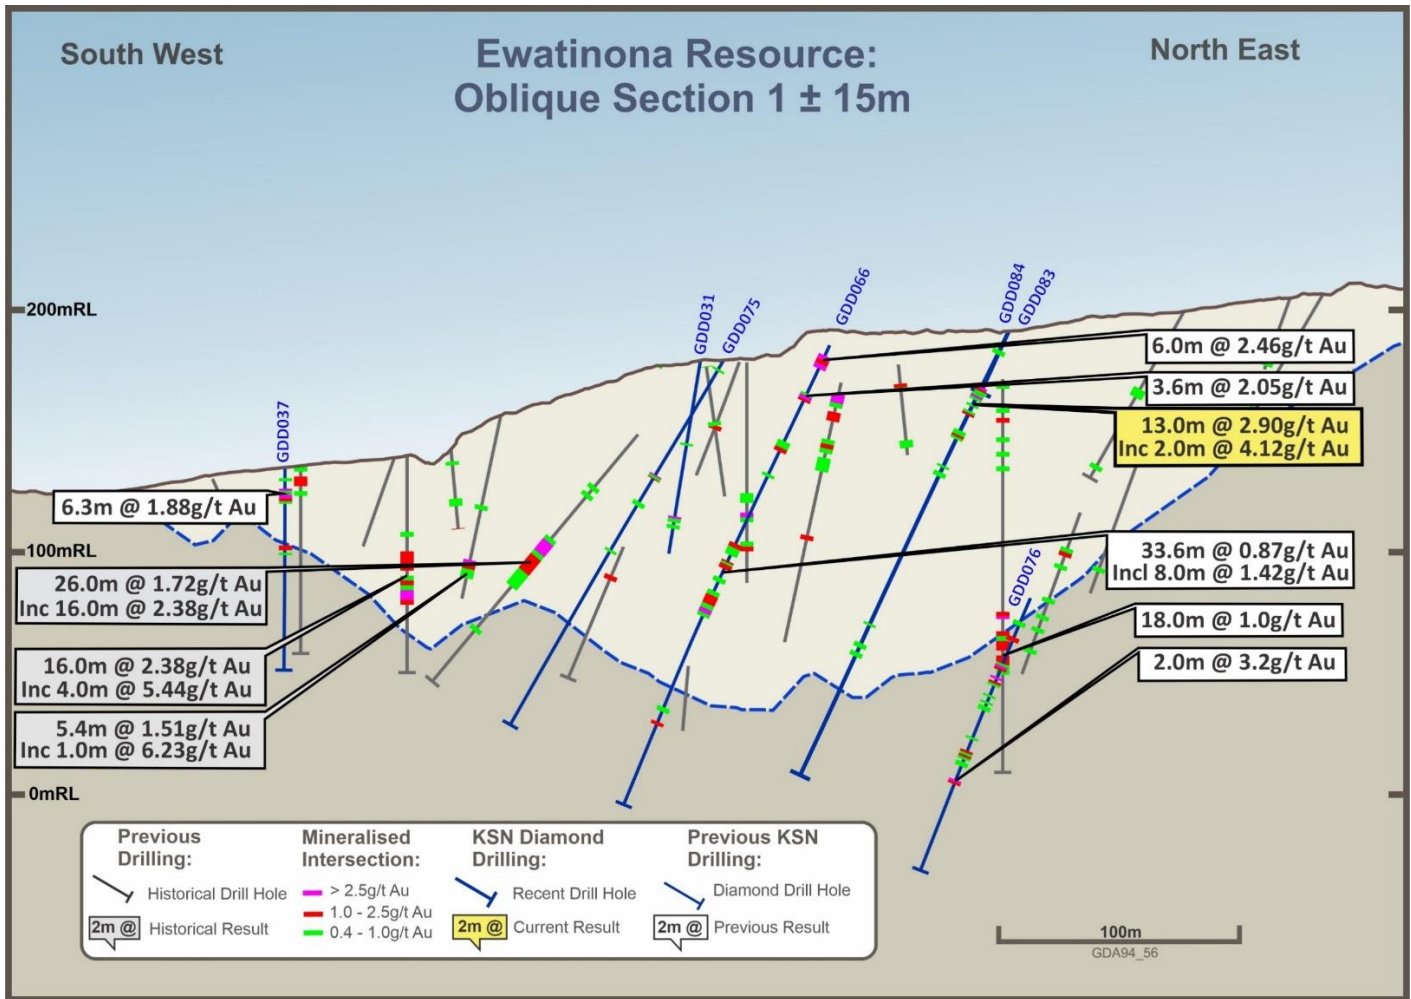 South West
Ewatinona Resource:
Oblique Section 1 ± 15m
North East
200mRL
100mRL
0mRL
GDD037
GDD031
GDD075
GDD066
GDD084
GDD083
GDD076
6.3m @ 1.88g/t Au
26.0m @ 1.72g/t Au
Inc 16.0m @ 2.38g/t Au
16.0m @ 2.38g/t Au
Inc 4.0m @ 5.44g/t Au
5.4m @ 1.51g/t Au
Inc 1.0m @ 6.23g/t Au
6.0m @ 2.46g/t Au
3.6m @ 2.05g/t Au
13.0m @ 2.90g/t Au
Inc 2.0m @ 4.12g/t Au
33.6m @ 0.87g/t Au
Incl 8.0m @ 1.42g/t Au
18.0m @ 1.0g/t Au
2.0m @ 3.2g/t Au
Previous
Drilling:
Historical Drill Hole
2m @ Historical Result
Mineralised
Intersection:
> 2.5g/t Au
1.0 - 2.5g/t Au
0.4 - 1.0g/t Au
KSN Diamond
Drilling:
Recent Drill Hole
2m @ Current Result
Previous KSN
Drilling:
Diamond Drill Hole
2m @ Previous Result
100m
GDA94_56